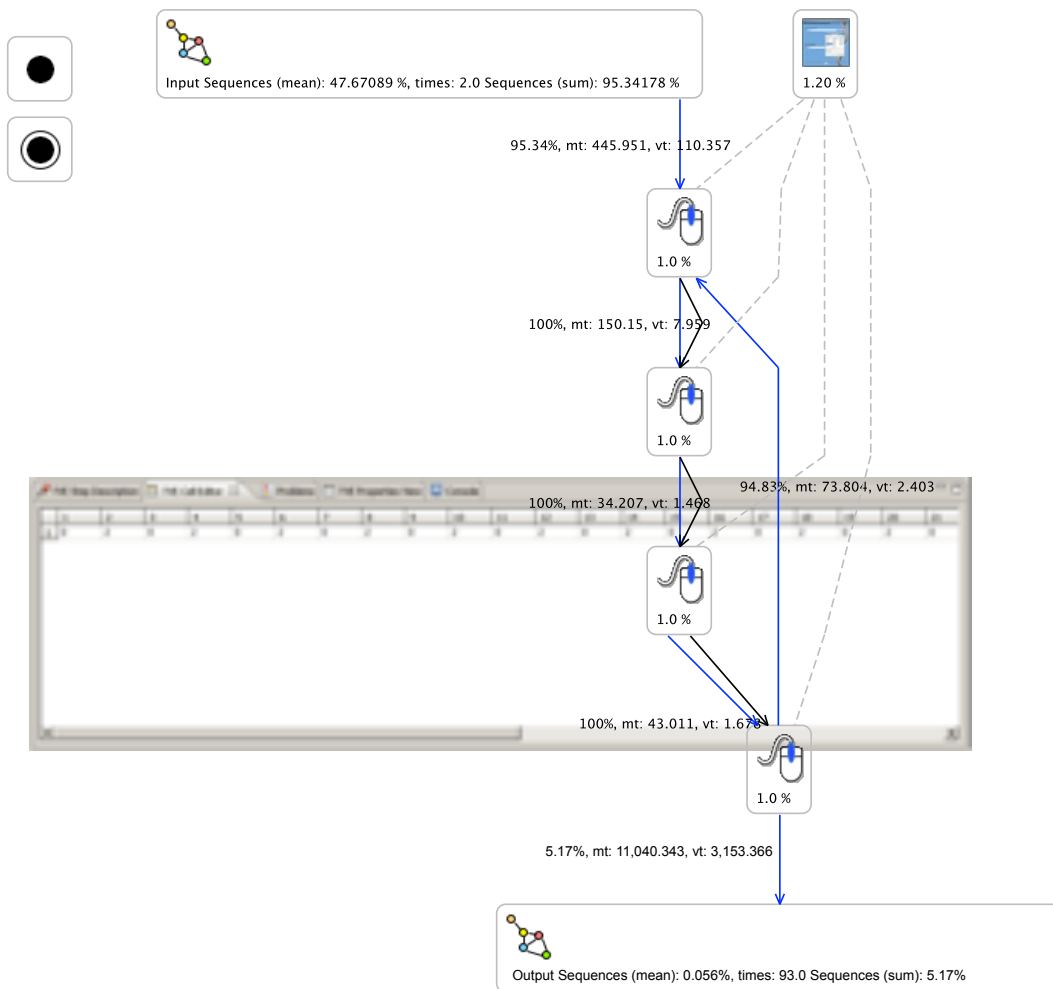 Input Sequences (mean): 47.67089 %, times: 2.0 Sequences (sum): 95.34178 %
1.20 %
95.34%, mt: 445.951, vt: 110.357
1.0 %
100%, mt: 150.15, vt: 7.959
1.0 %
94.83%, mt: 73.804, vt: 2.403
100%, mt: 34.207, vt: 1.468
1.0 %
100%, mt: 43.011, vt: 1.678
1.0 %
5.17%, mt: 11,040.343, vt: 3,153.366
Output Sequences (mean): 0.056%, times: 93.0 Sequences (sum): 5.17%